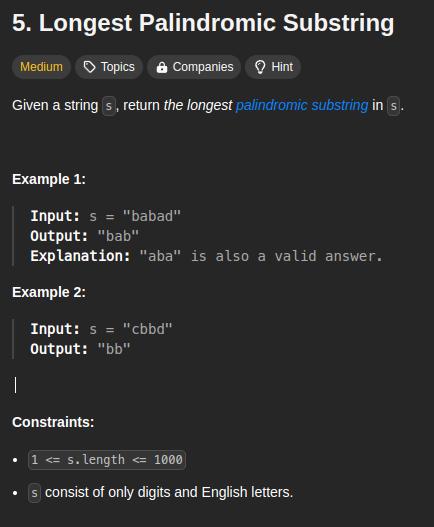 5. Longest Palindromic Substring
Medium Topics Companies Hint
Given a string s, return the longest palindromic substring in s.
Example 1:
Input: s = "babad"
Output: "bab"
Explanation: "aba" is also a valid answer.
Example 2:
Input: s = "cbbd"
Output: "bb"
Constraints:
• 1 <= s.length <= 1000
• s consist of only digits and English letters.